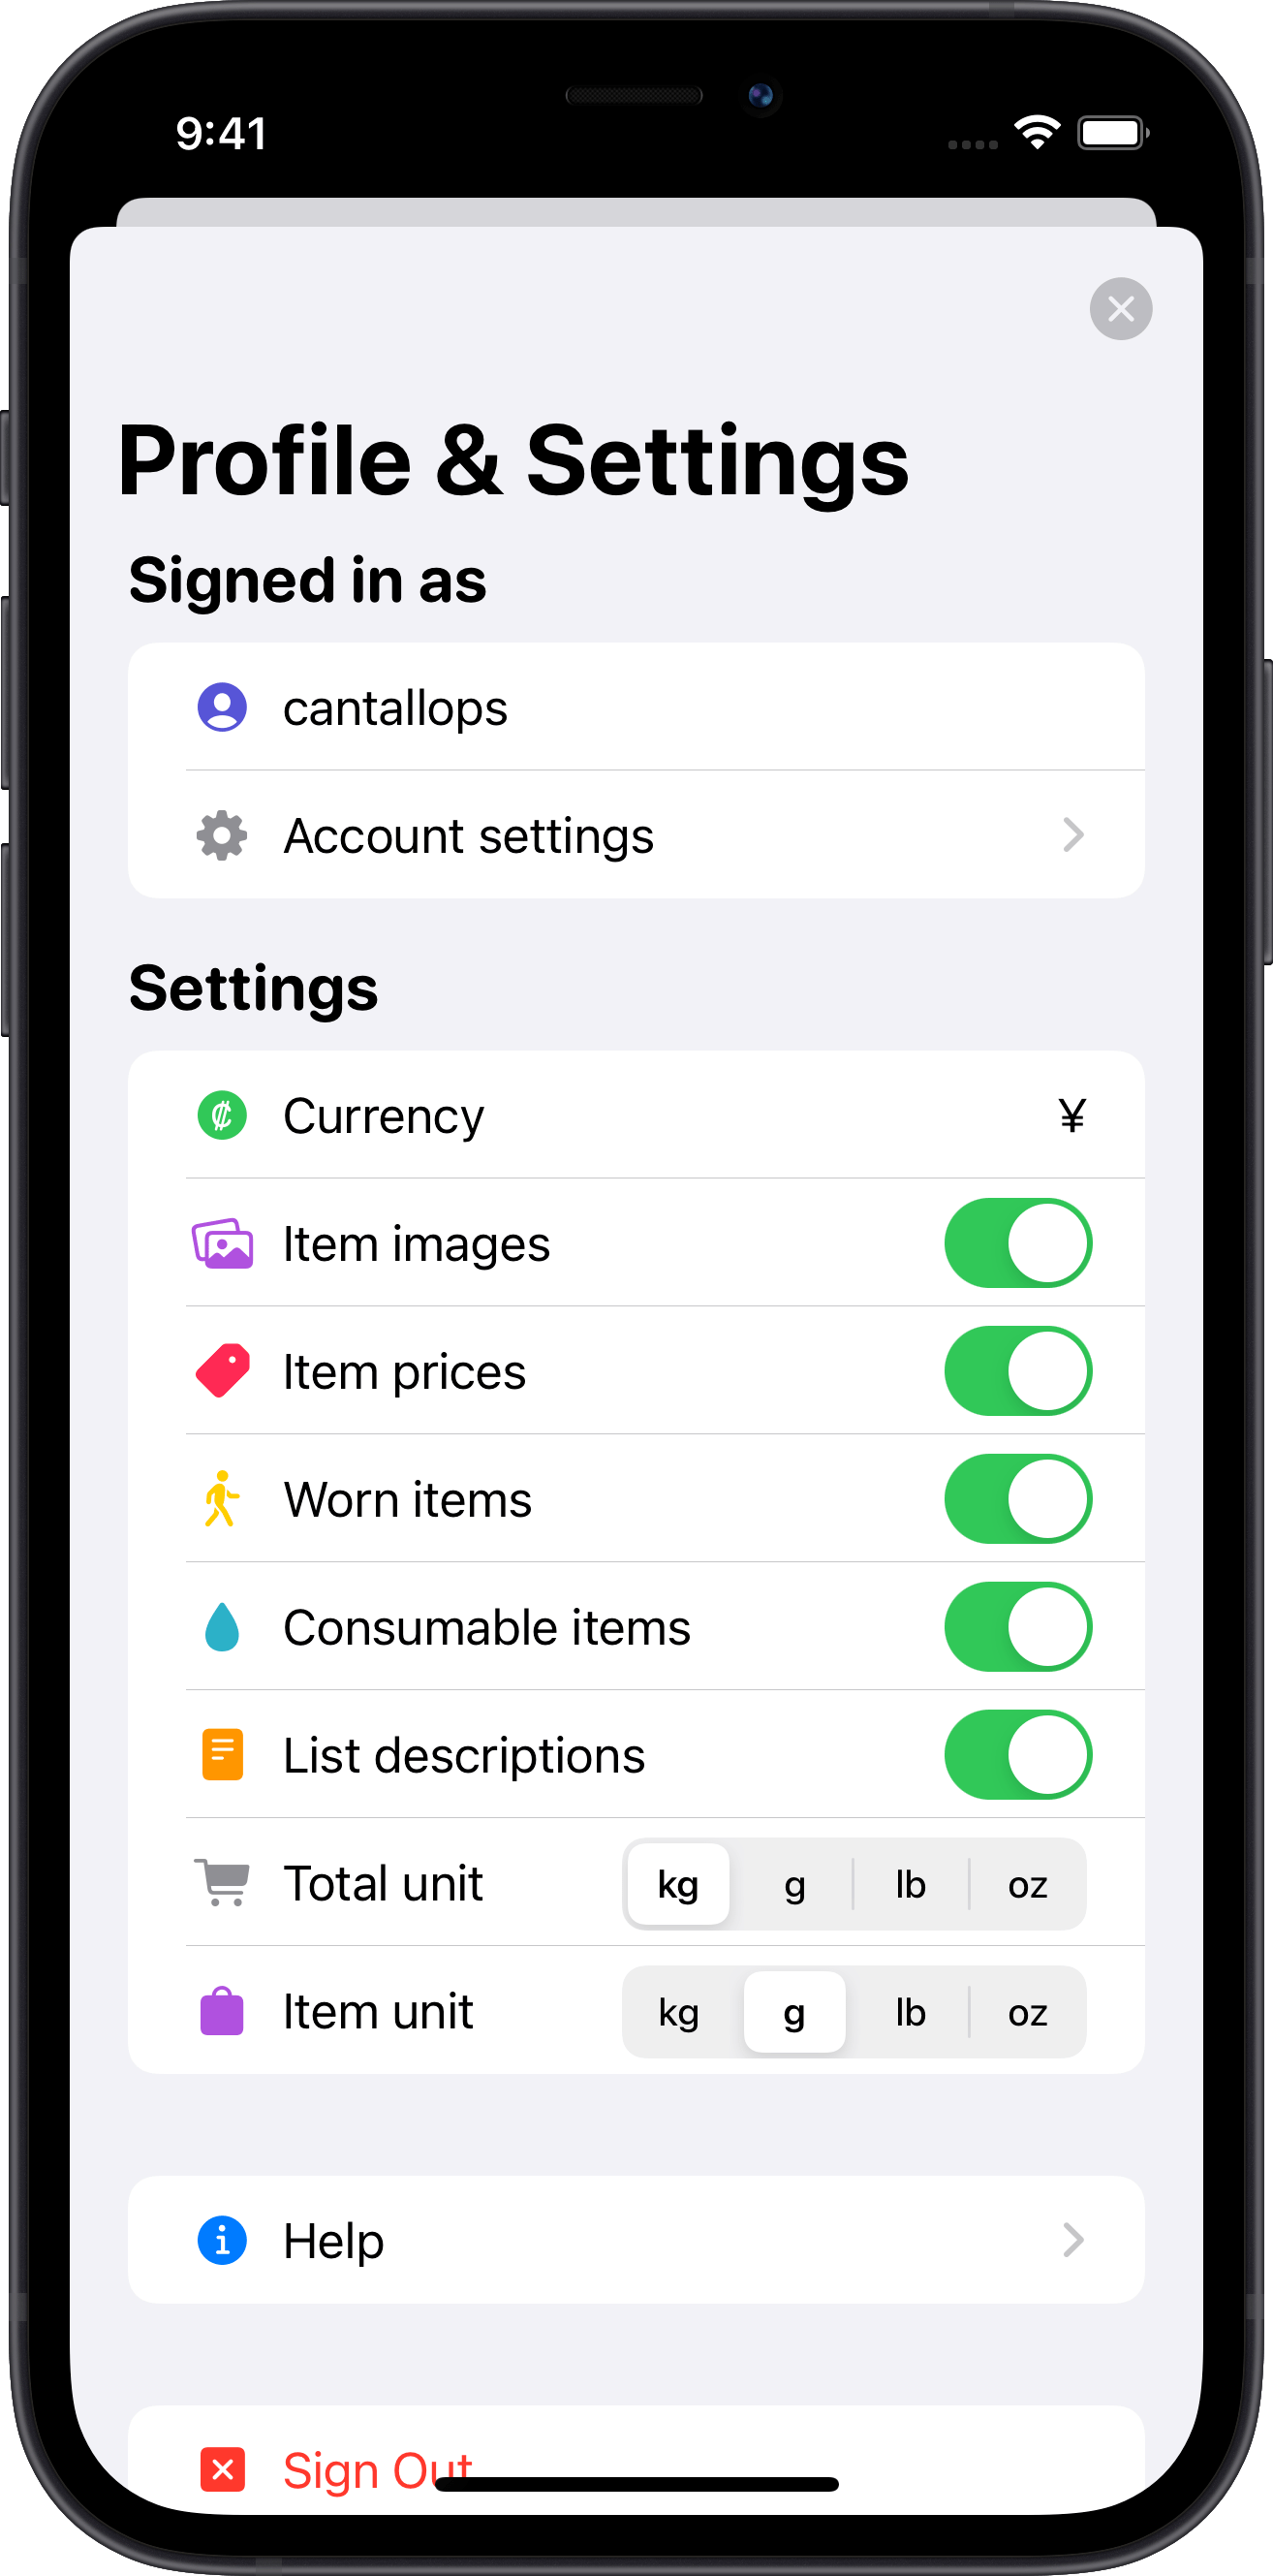 9:41
Profile & Settings
Signed in as
cantallops
Account settings
Settings
Currency ¥
Item images
Item prices
Worn items
Consumable items
List descriptions
Total unit kg g lb oz
Item unit kg g lb oz
Help
Sign Out